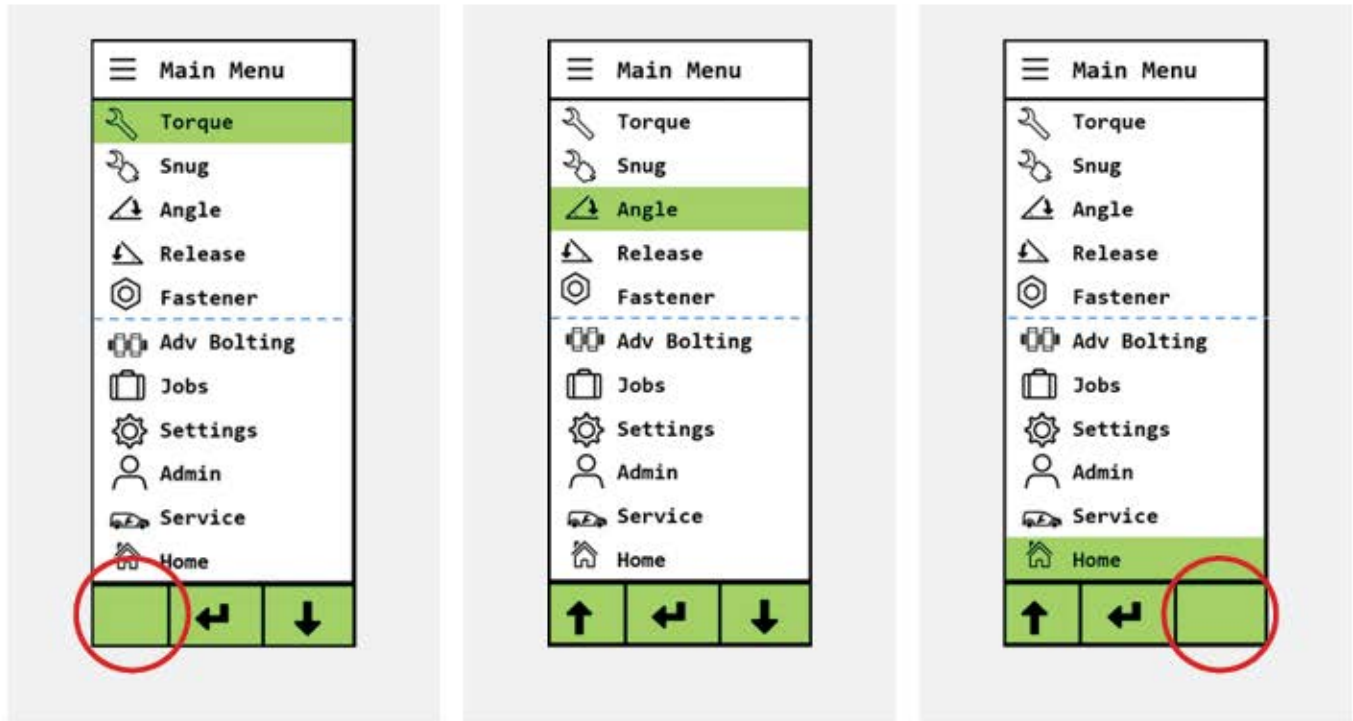 Main Menu
Torque
Snug
Angle
Release
Fastener
Adv Bolting
Jobs
Settings
Admin
Service
Home
Main Menu
Torque
Snug
Angle
Release
Fastener
Adv Bolting
Jobs
Settings
Admin
Service
Home
Main Menu
Torque
Snug
Angle
Release
Fastener
Adv Bolting
Jobs
Settings
Admin
Service
Home